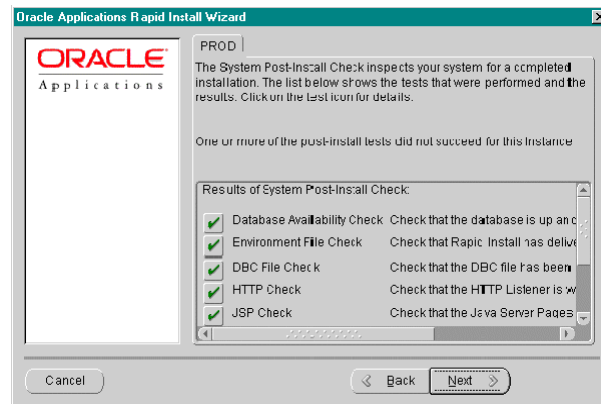 Oracle Applications Rapid Install Wizard
ORACLE
Applications
PROD
The System Post-Install Check inspects your system for a completed
installation. The list below shows the tests that were performed and the
results. Click on the test icon for details.
One or more of the post-install tests did not succeed for this Instance
Results of System Post-Install Check:
Database Availability Check Check that the database is up and
Environment File Check Check that Rapid Install has delive
DBC File Check Check that the DBC file has been
HTTP Check Check that the HTTP Listener is w
JSP Check Check that the Java Server Pages
Cancel Back Next